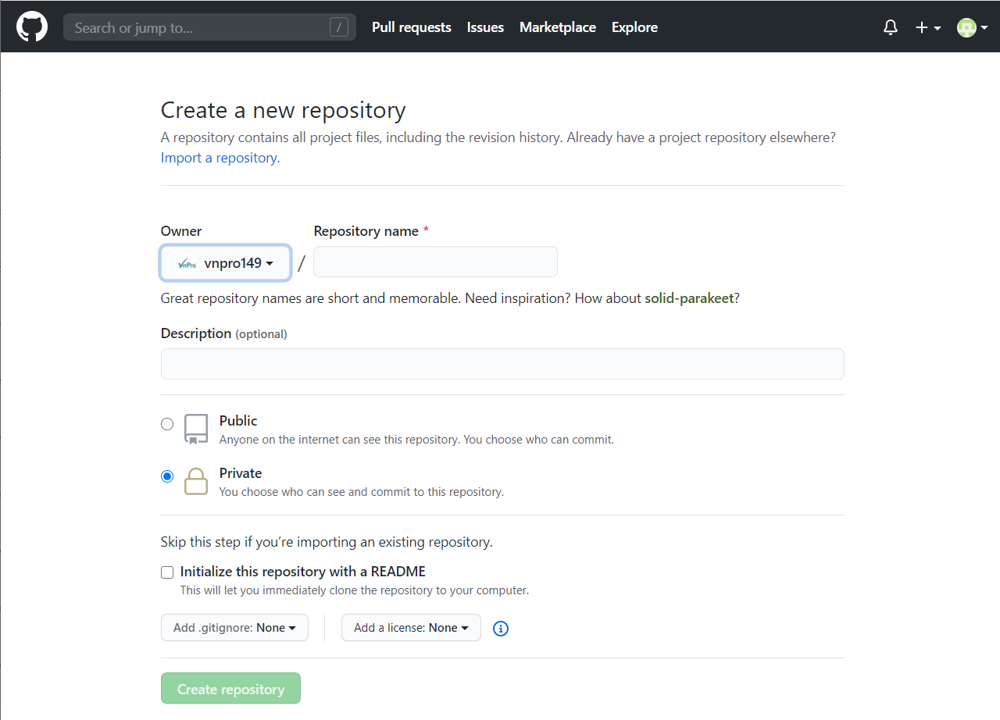 Search or jump to... / Pull requests Issues Marketplace Explore
Create a new repository
A repository contains all project files, including the revision history. Already have a project repository elsewhere?
Import a repository.
Owner Repository name *
VnPro vnpro149 /
Great repository names are short and memorable. Need inspiration? How about solid-parakeet?
Description (optional)
Public
Anyone on the internet can see this repository. You choose who can commit.
Private
You choose who can see and commit to this repository.
Skip this step if you’re importing an existing repository.
Initialize this repository with a README
This will let you immediately clone the repository to your computer.
Add .gitignore: None Add a license: None
Create repository